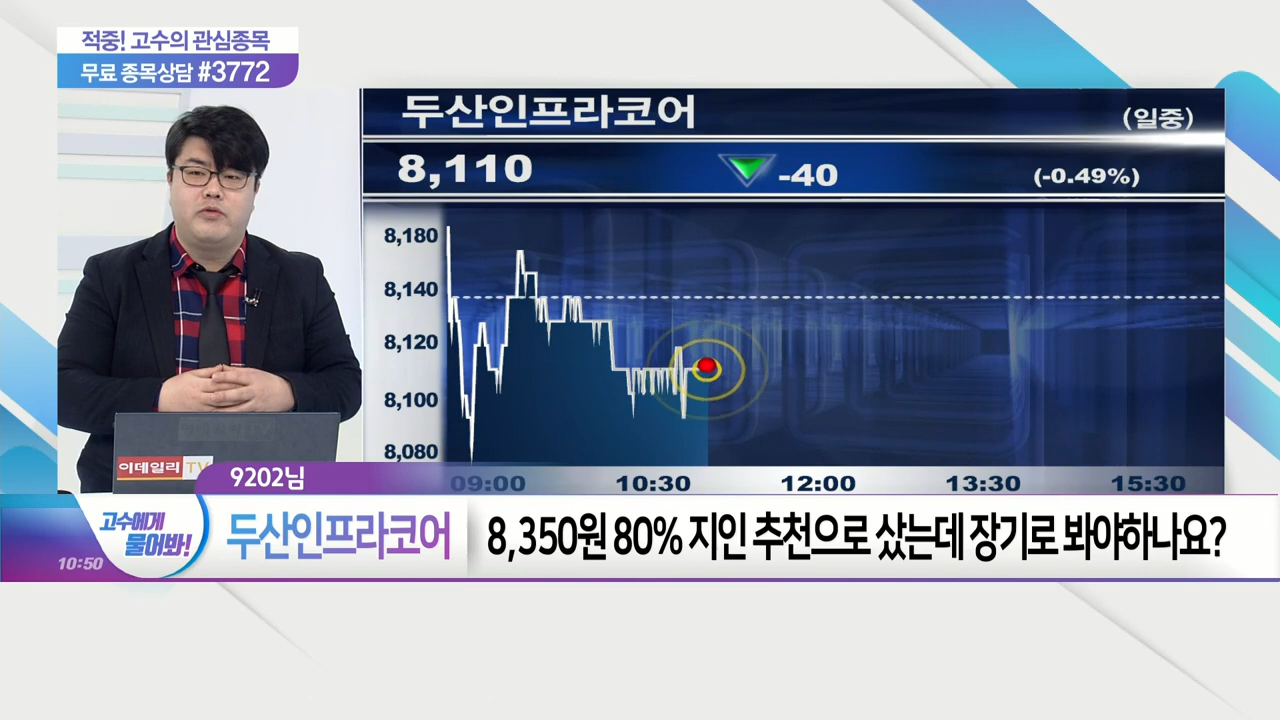 적중! 고수의 관심종목
무료 종목상담 #3772
두산인프라코어
(일중)
8,110
-40
(-0.49%)
8,180
8,140
8,120
8,100
8,080
09:00 10:30 12:00 13:30 15:30
이데일리 TV
9202님
고수에게
물어봐!
10:50
두산인프라코어
8,350원 80% 지인 추천으로 샀는데 장기로 봐야하나요?